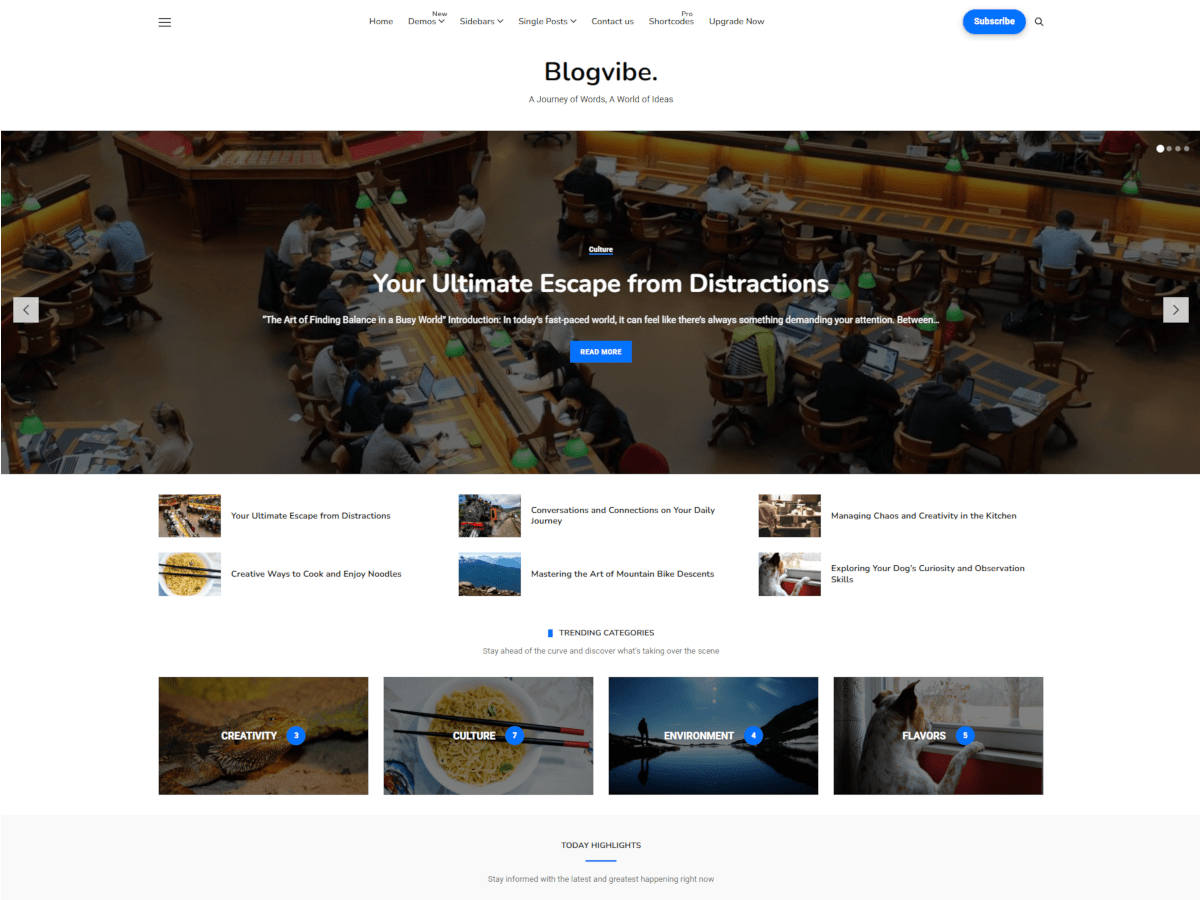 New
Pro
Home Demos Sidebars Single Posts Contact us Shortcodes Upgrade Now
Subscribe
Blogvibe.
A Journey of Words, A World of Ideas
Culture
Your Ultimate Escape from Distractions
"The Art of Finding Balance in a Busy World" Introduction: In today's fast-paced world, it can feel like there's always something demanding your attention. Between...
READ MORE
Your Ultimate Escape from Distractions
Conversations and Connections on Your Daily
Journey
Managing Chaos and Creativity in the Kitchen
Creative Ways to Cook and Enjoy Noodles
Mastering the Art of Mountain Bike Descents
Exploring Your Dog's Curiosity and Observation
Skills
TRENDING CATEGORIES
Stay ahead of the curve and discover what's taking over the scene
CREATIVITY 3
CULTURE 7
ENVIRONMENT 4
FLAVORS 5
TODAY HIGHLIGHTS
Stay informed with the latest and greatest happening right now